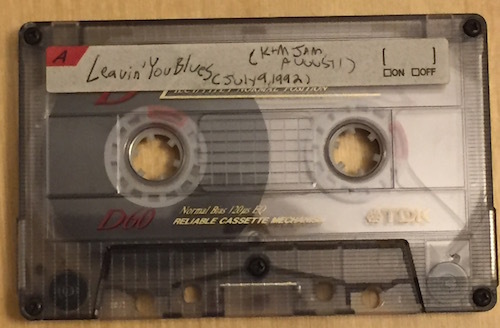 A
Leavin' You Blues
(JULY 9, 1992)
(K+M JAM
AUGUST 1)
ON OFF
Normal Bias 120µs EQ
RELIABLE CASSETTE MECHANISM
D60
TDK